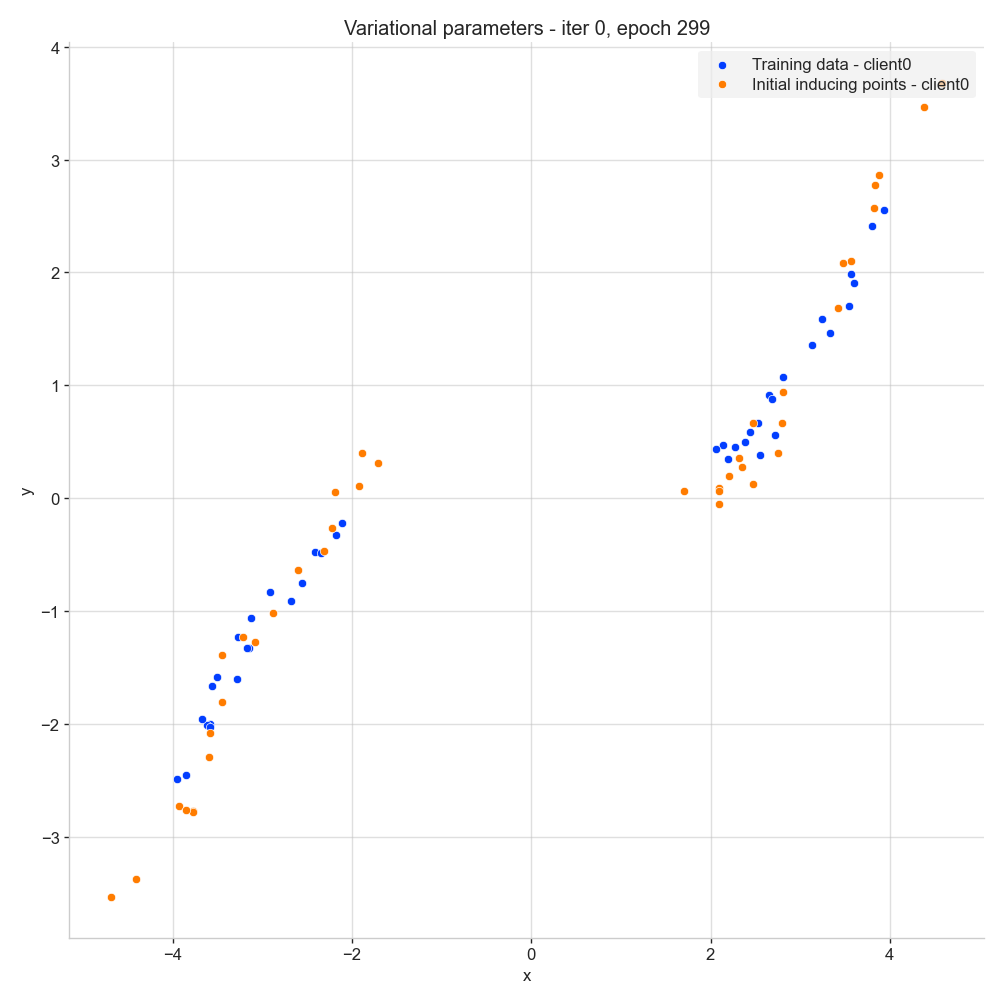 Variational parameters - iter 0, epoch 299
Training data - client0
Initial inducing points - client0
4
3
2
1
0
−1
−2
−3
y
−4
−2
0
2
4
x